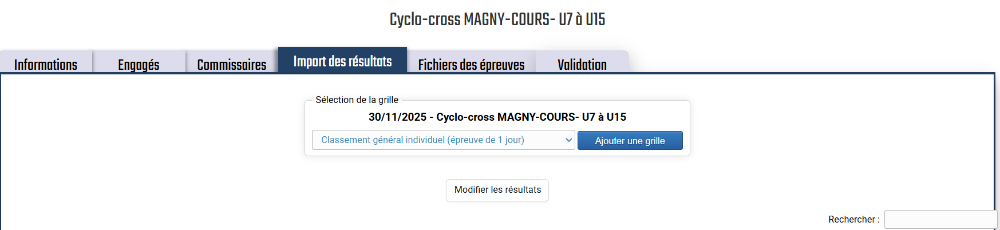 Cyclo-cross MAGNY-COURS- U7 à U15
Informations
Engagés
Commissaires
Import des résultats
Fichiers des épreuves
Validation
Sélection de la grille
30/11/2025 - Cyclo-cross MAGNY-COURS- U7 à U15
Classement général individuel (épreuve de 1 jour)
Ajouter une grille
Modifier les résultats
Rechercher :